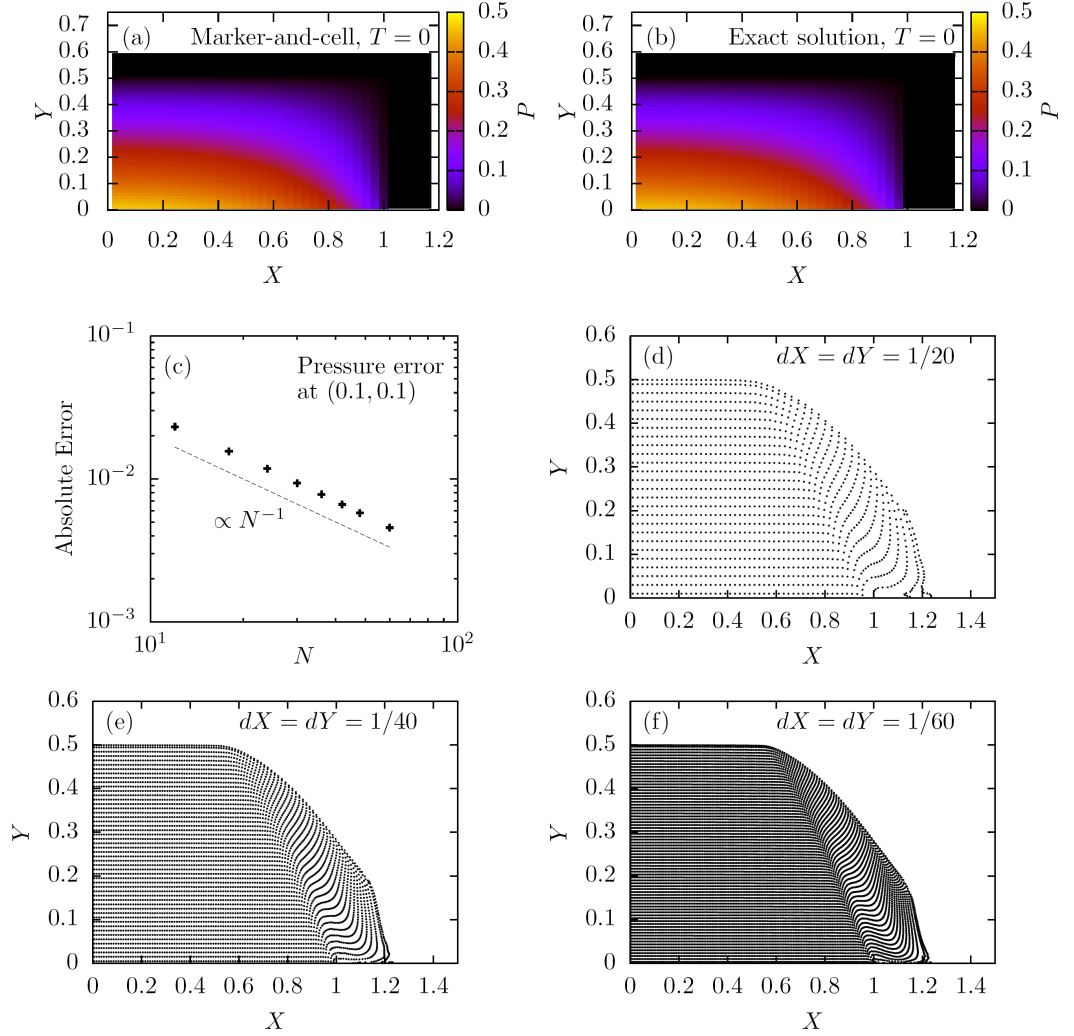 (a) Marker-and-cell, T = 0
0.7
0.6
0.5
0.4
0.3
0.2
0.1
0
Y
0 0.2 0.4 0.6 0.8 1 1.2
X
0.5
0.4
0.3
0.2
0.1
0
P
(b) Exact solution, T = 0
0.7
0.6
0.5
0.4
0.3
0.2
0.1
0
Y
0 0.2 0.4 0.6 0.8 1 1.2
X
0.5
0.4
0.3
0.2
0.1
0
P
(c) Pressure error
at (0.1, 0.1)
10⁻¹
10⁻²
10⁻³
Absolute Error
∝ N⁻¹
10¹ 10²
N
(d) dX = dY = 1/20
0.6
0.5
0.4
0.3
0.2
0.1
0
Y
0 0.2 0.4 0.6 0.8 1 1.2 1.4
X
(e) dX = dY = 1/40
0.6
0.5
0.4
0.3
0.2
0.1
0
Y
0 0.2 0.4 0.6 0.8 1 1.2 1.4
X
(f) dX = dY = 1/60
0.6
0.5
0.4
0.3
0.2
0.1
0
Y
0 0.2 0.4 0.6 0.8 1 1.2 1.4
X